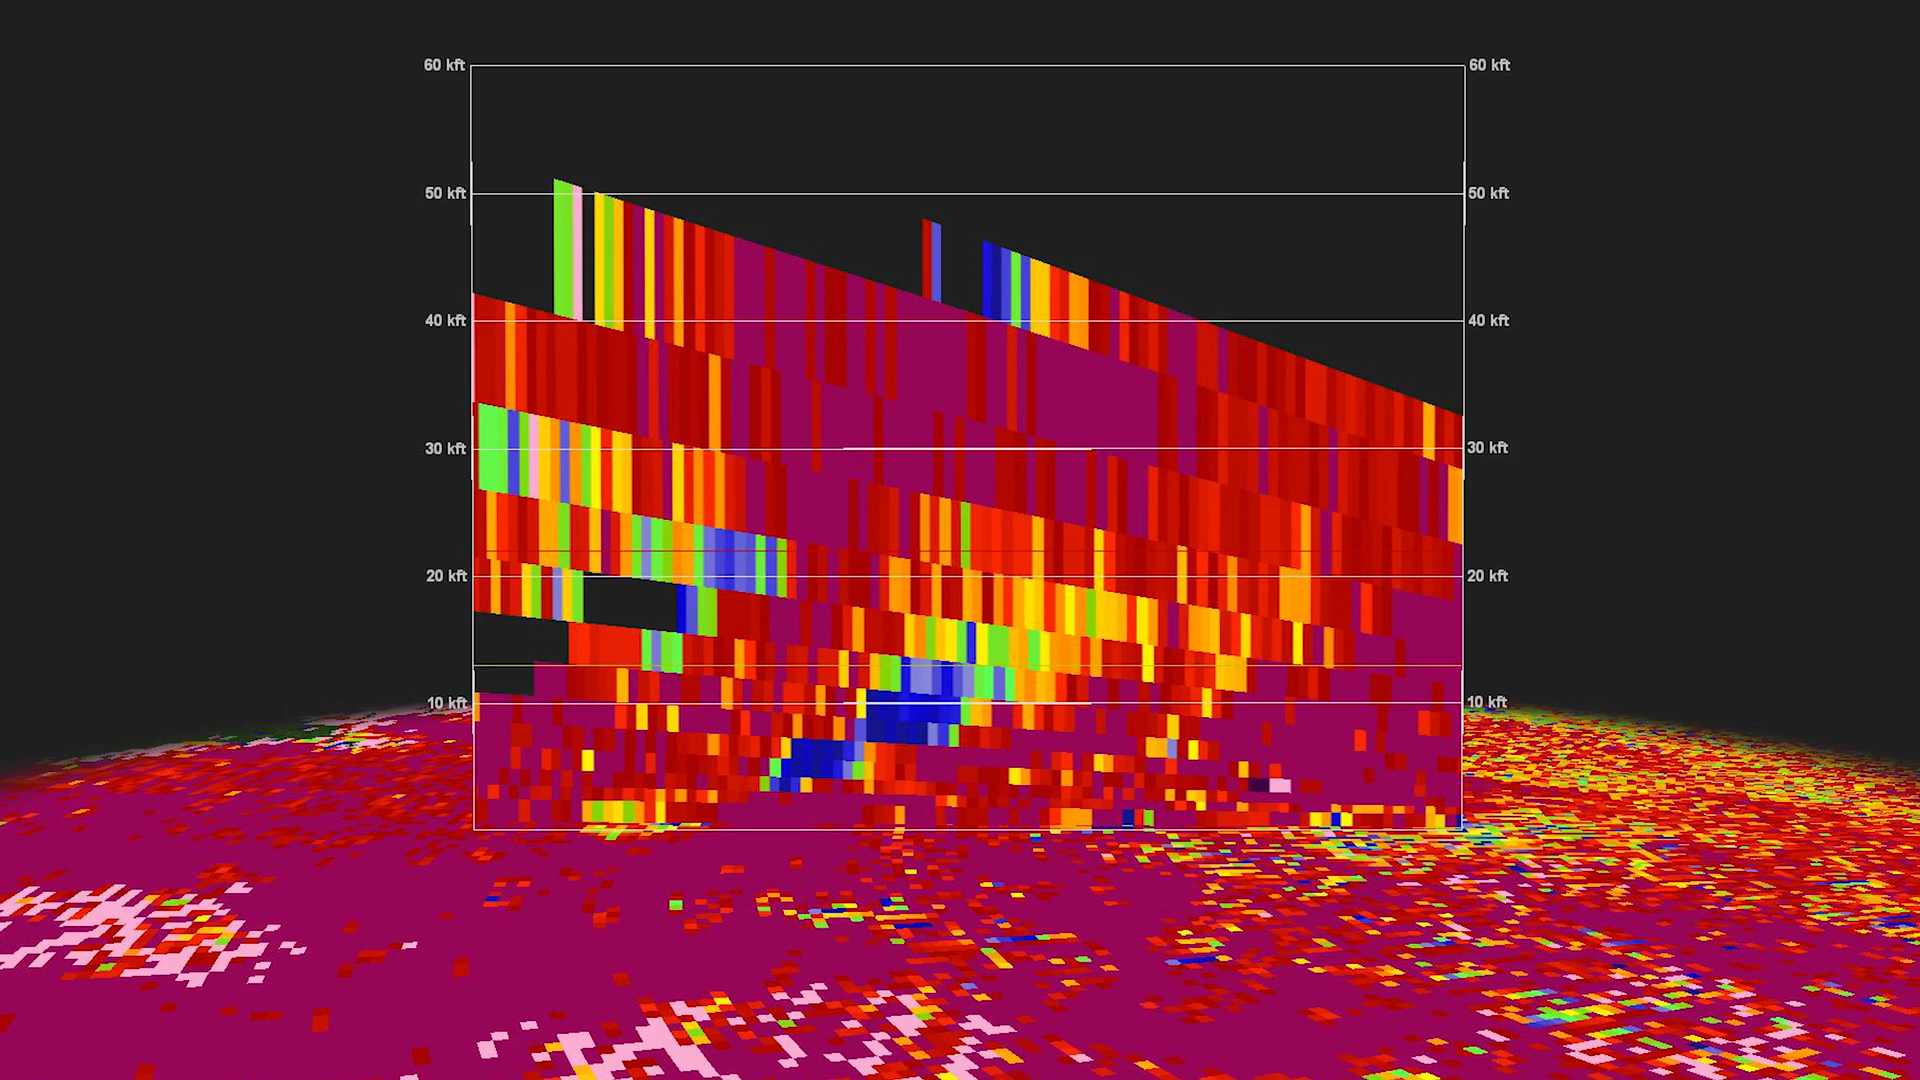 60 kft 60 kft
50 kft 50 kft
40 kft 40 kft
30 kft 30 kft
20 kft 20 kft
10 kft 10 kft